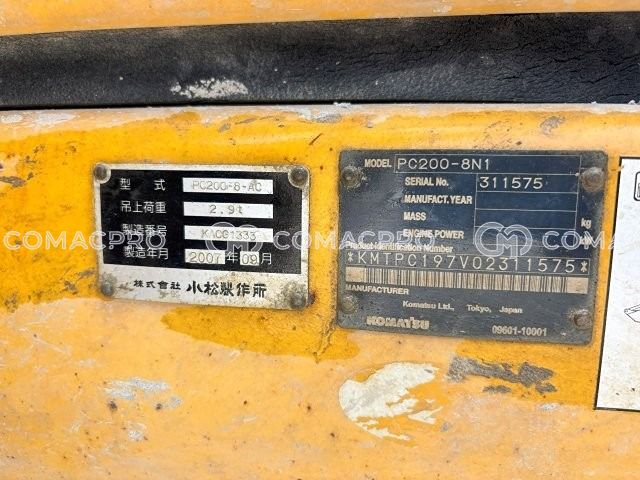 型式 PC200-8-AC
吊上荷重 2.9t
製造番号 KAC61333
製造年月 2007年09月
株式会社 小松製作所
MODEL PC200-8N1
SERIAL No. 311575
MANUFACT.YEAR
MASS kg
ENGINE POWER kW
Product Identification Number
*KMTPC197V02311575*
MANUFACTURER
Komatsu Ltd., Tokyo, Japan
KOMATSU 09601-10001
COMACPRO COMACPRO COMACPRO